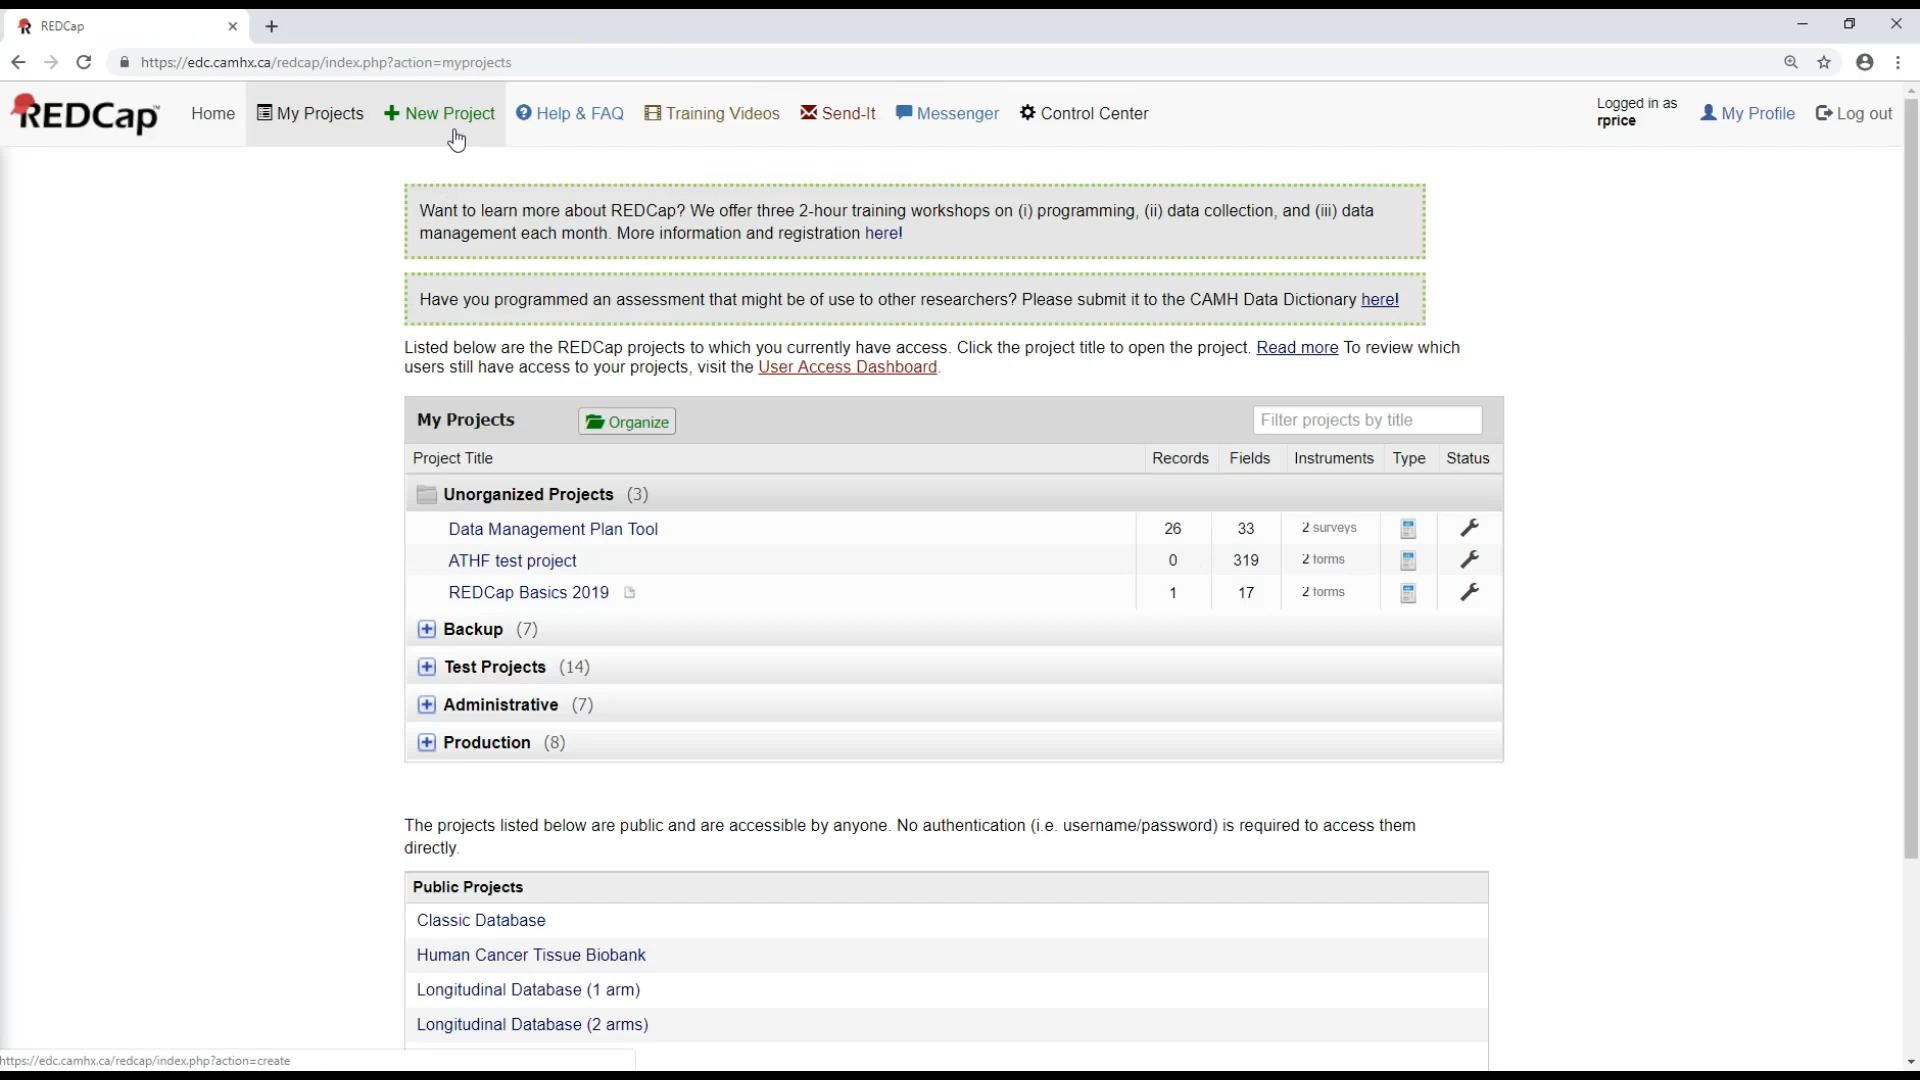 REDCap
https://edc.camhx.ca/redcap/index.php?action=myprojects
REDCap Home My Projects New Project Help & FAQ Training Videos Send-It Messenger Control Center Logged in as rprice My Profile Log out
Want to learn more about REDCap? We offer three 2-hour training workshops on (i) programming, (ii) data collection, and (iii) data
management each month. More information and registration here!
Have you programmed an assessment that might be of use to other researchers? Please submit it to the CAMH Data Dictionary here!
Listed below are the REDCap projects to which you currently have access. Click the project title to open the project. Read more To review which
users still have access to your projects, visit the User Access Dashboard.
My Projects Organize Filter projects by title
Project Title Records Fields Instruments Type Status
Unorganized Projects (3)
Data Management Plan Tool 26 33 2 surveys
ATHF test project 0 319 2 forms
REDCap Basics 2019 1 17 2 forms
Backup (7)
Test Projects (14)
Administrative (7)
Production (8)
The projects listed below are public and are accessible by anyone. No authentication (i.e. username/password) is required to access them
directly.
Public Projects
Classic Database
Human Cancer Tissue Biobank
Longitudinal Database (1 arm)
Longitudinal Database (2 arms)
https://edc.camhx.ca/redcap/index.php?action=create